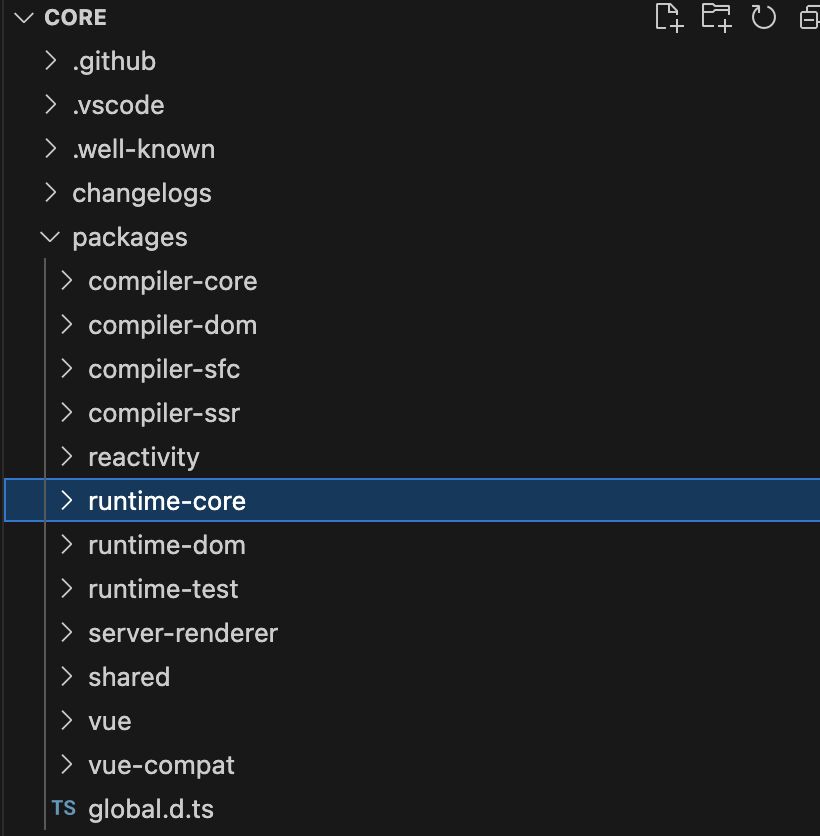 CORE
.github
.vscode
.well-known
changelogs
packages
compiler-core
compiler-dom
compiler-sfc
compiler-ssr
reactivity
runtime-core
runtime-dom
runtime-test
server-renderer
shared
vue
vue-compat
TS global.d.ts